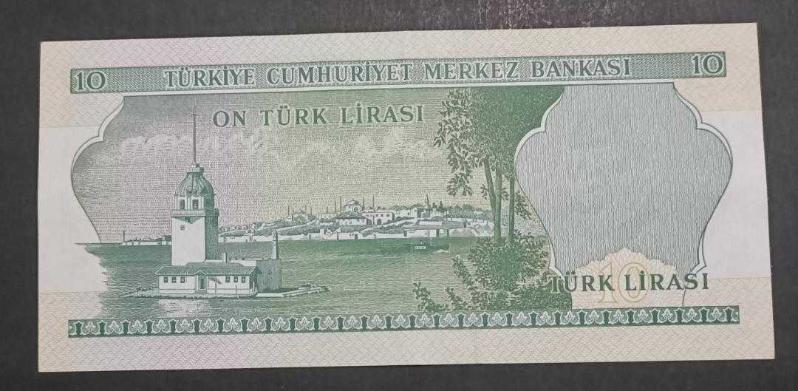 10 TÜRKİYE CUMHURİYET MERKEZ BANKASI 10
ON TÜRK LİRASI
10
TÜRK LİRASI